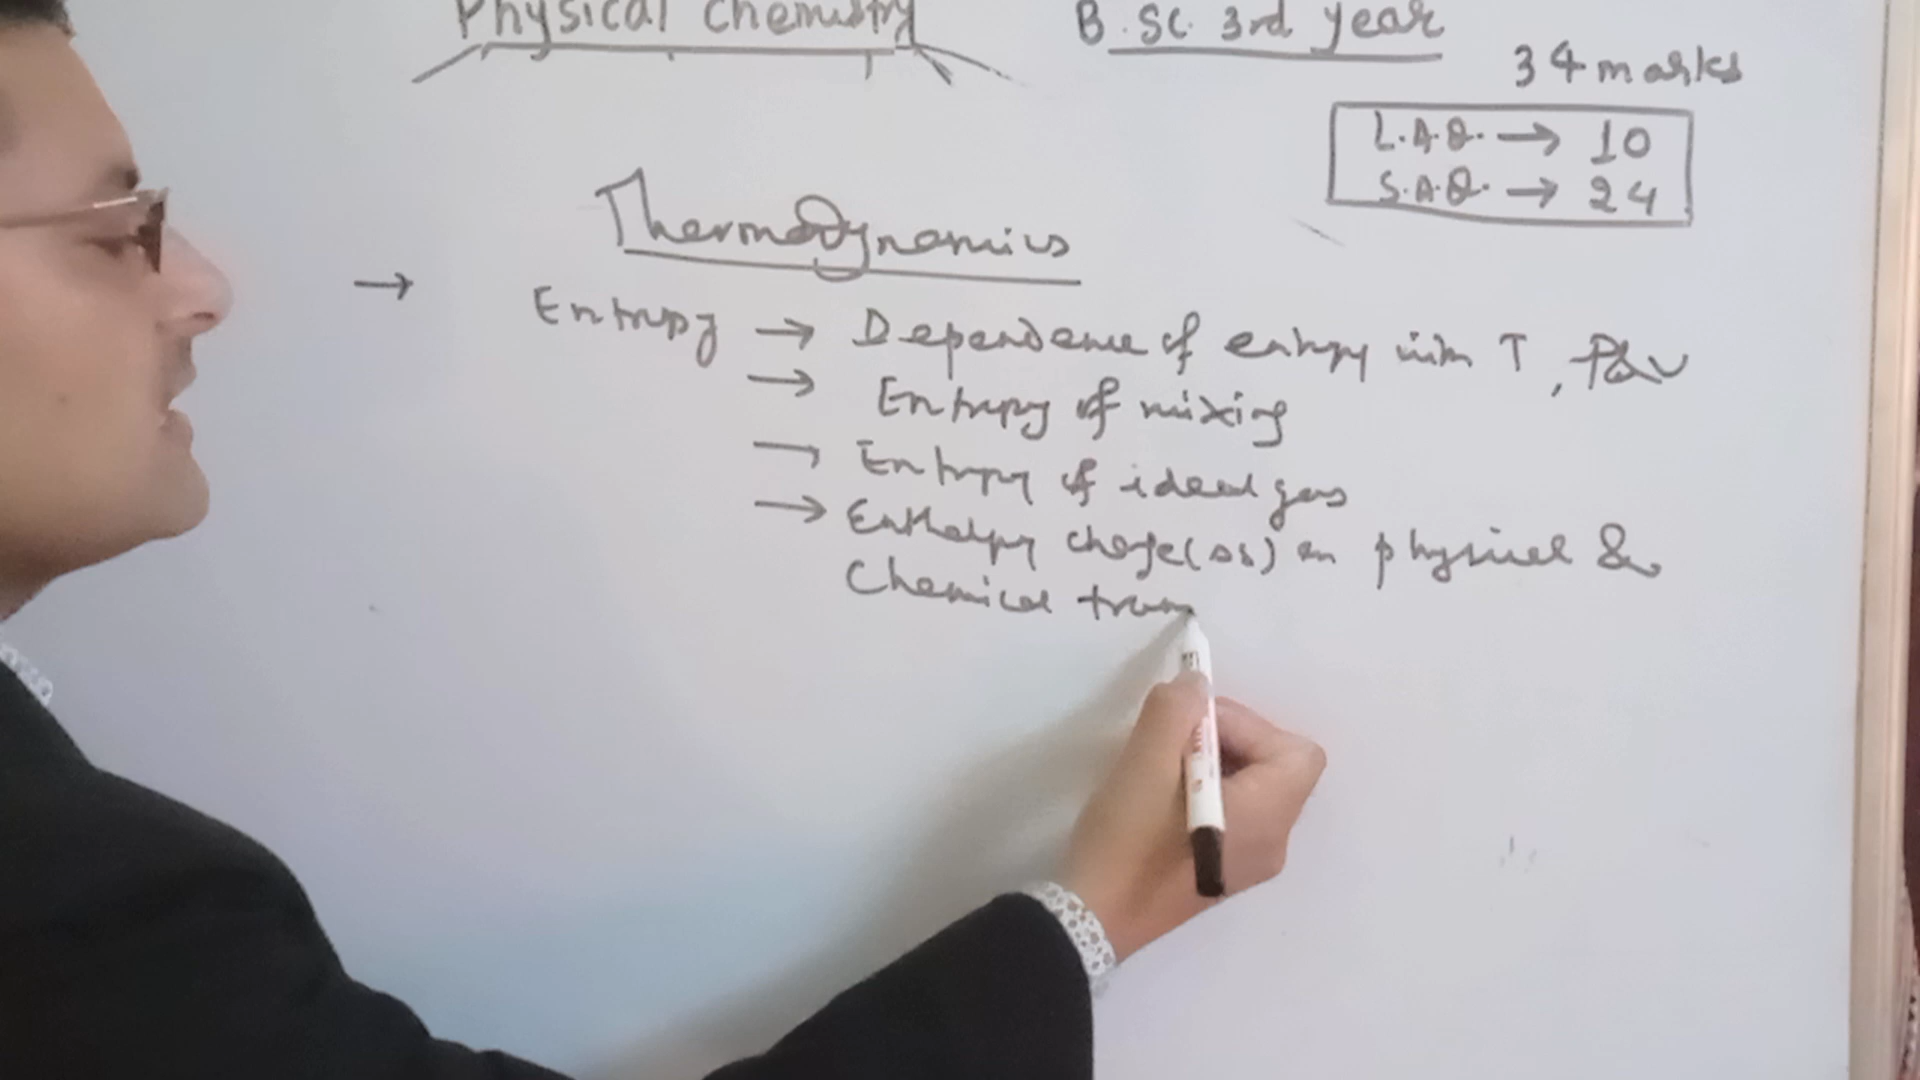 Physical Chemistry
B.Sc. 3rd year
34 marks
L.A.Q. → 10
S.A.Q. → 24
Thermodynamics
→ Entropy → Dependence of entropy with T, P & V
→ Entropy of mixing
→ Entropy of ideal gas
→ Enthalpy change (ΔS) in physical &
Chemical trans